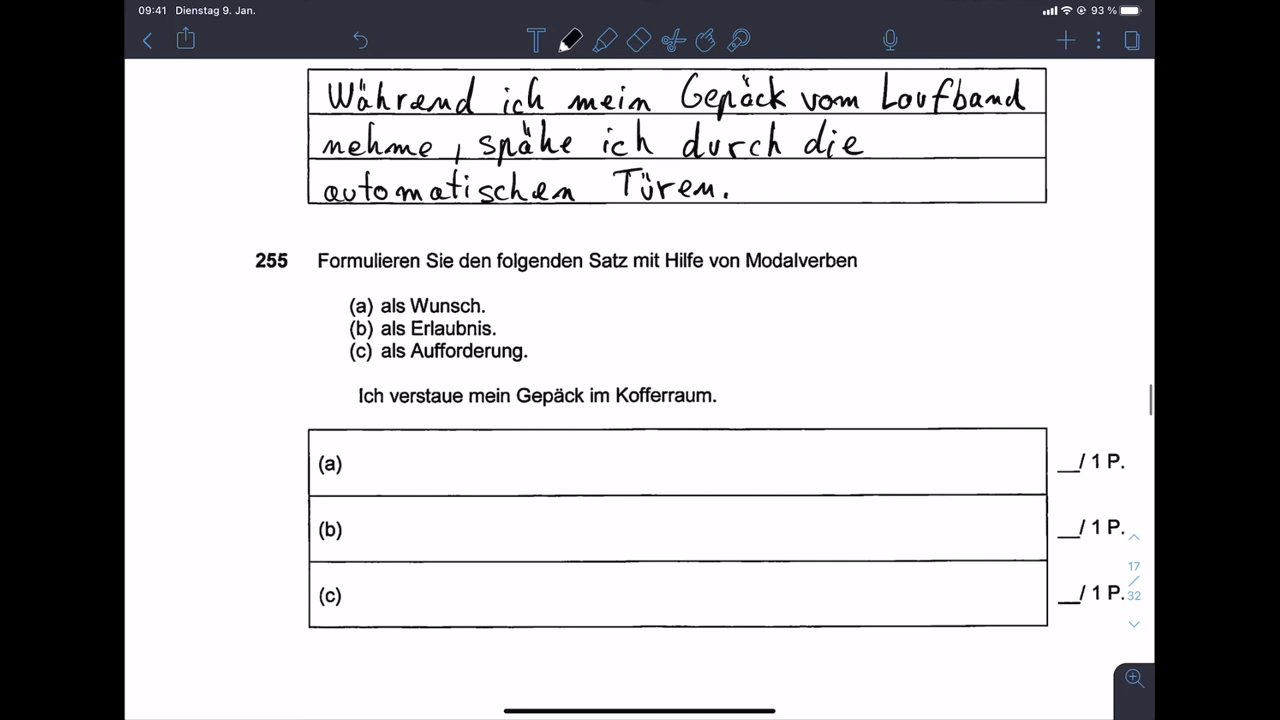 09:41 Dienstag 9. Jan.
93 %
Während ich mein Gepäck vom Laufband
nehme, spähe ich durch die
automatischen Türen.
255 Formulieren Sie den folgenden Satz mit Hilfe von Modalverben
(a) als Wunsch.
(b) als Erlaubnis.
(c) als Aufforderung.
Ich verstaue mein Gepäck im Kofferraum.
(a) __/ 1 P.
(b) __/ 1 P.
17
/
(c) __/ 1 P.
32